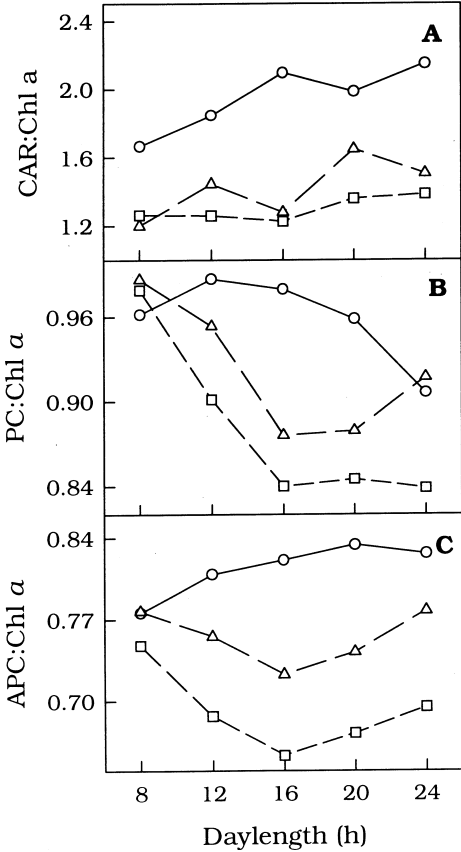 A
2.4
2.0
1.6
1.2
CAR:Chl a
B
0.96
0.90
0.84
PC:Chl a
C
0.84
0.77
0.70
APC:Chl a
8 12 16 20 24
Daylength (h)